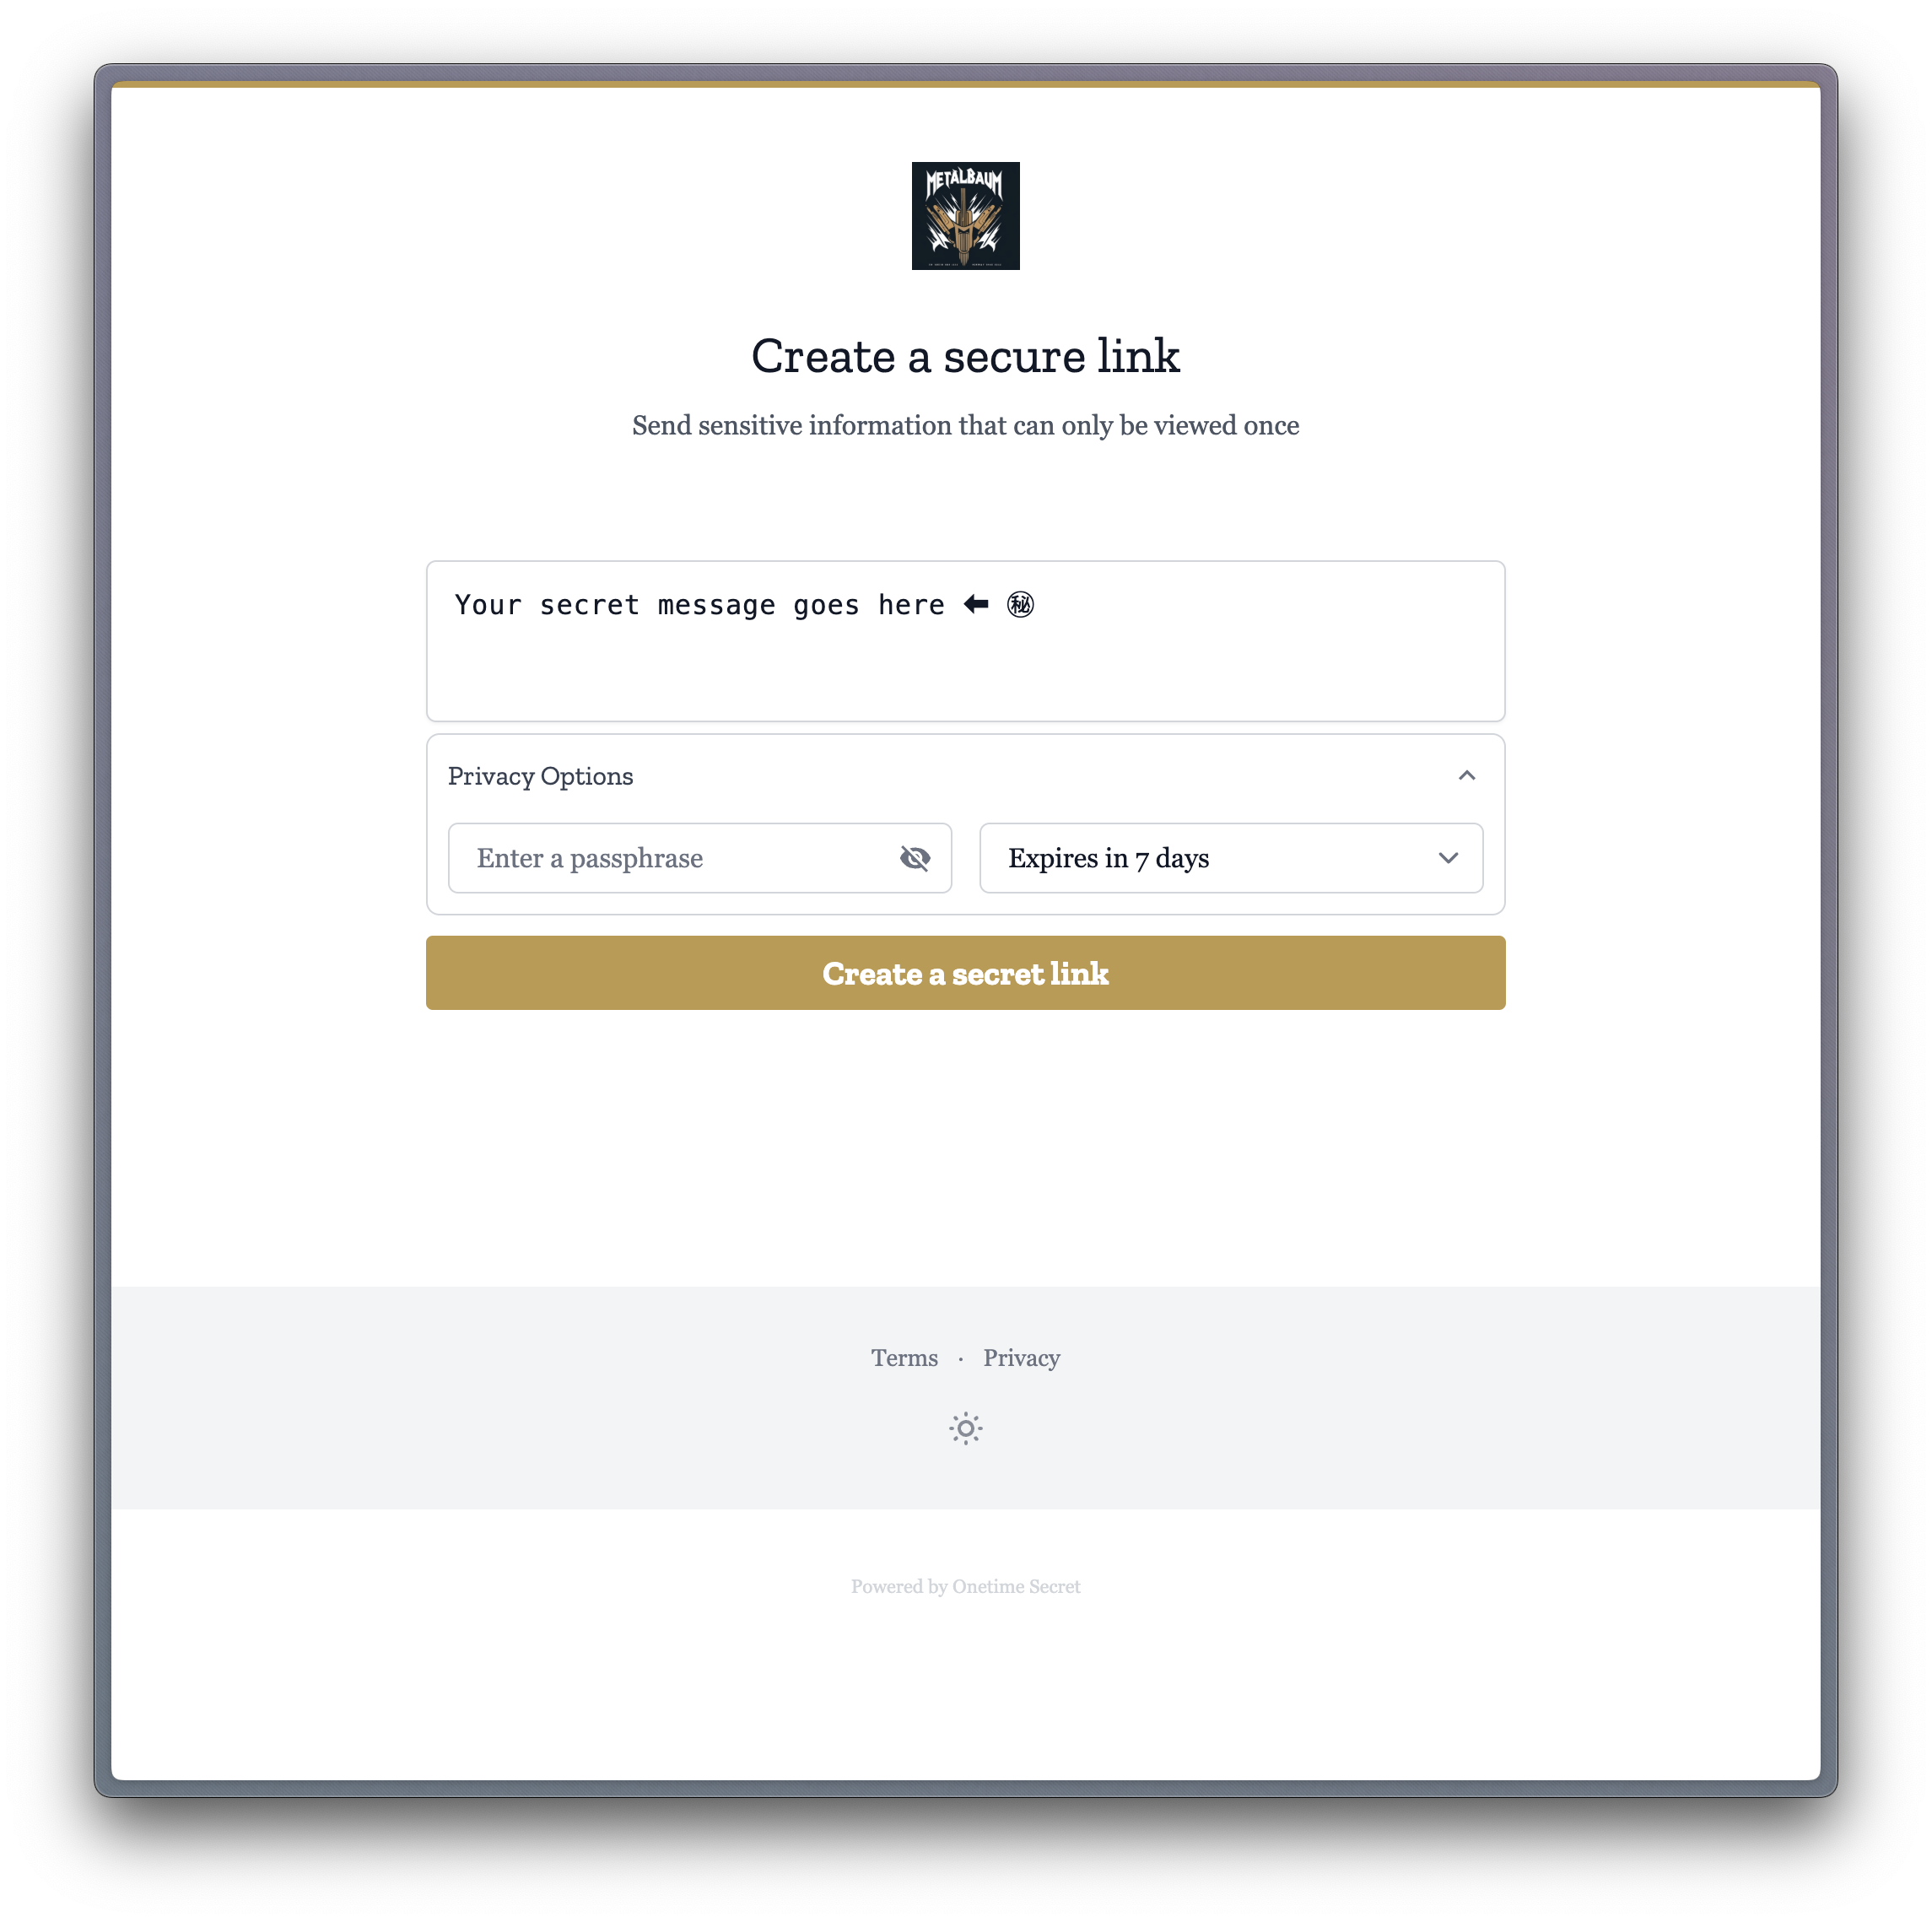 METALBAUM
Create a secure link
Send sensitive information that can only be viewed once
Your secret message goes here ⬅ ㊙
Privacy Options
Enter a passphrase
Expires in 7 days
Create a secret link
Terms · Privacy
Powered by Onetime Secret